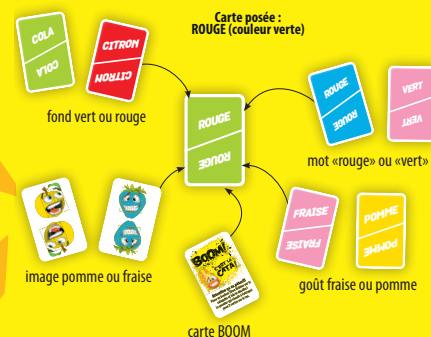 Carte posée :
ROUGE (couleur verte)
COLA
COLA
CITRON
CITRON
fond vert ou rouge
ROUGE
ROUGE
ROUGE
ROUGE
VERT
VERT
mot «rouge» ou «vert»
image pomme ou fraise
BOOM!
CATA!
carte BOOM
FRAISE
FRAISE
POMME
POMME
goût fraise ou pomme